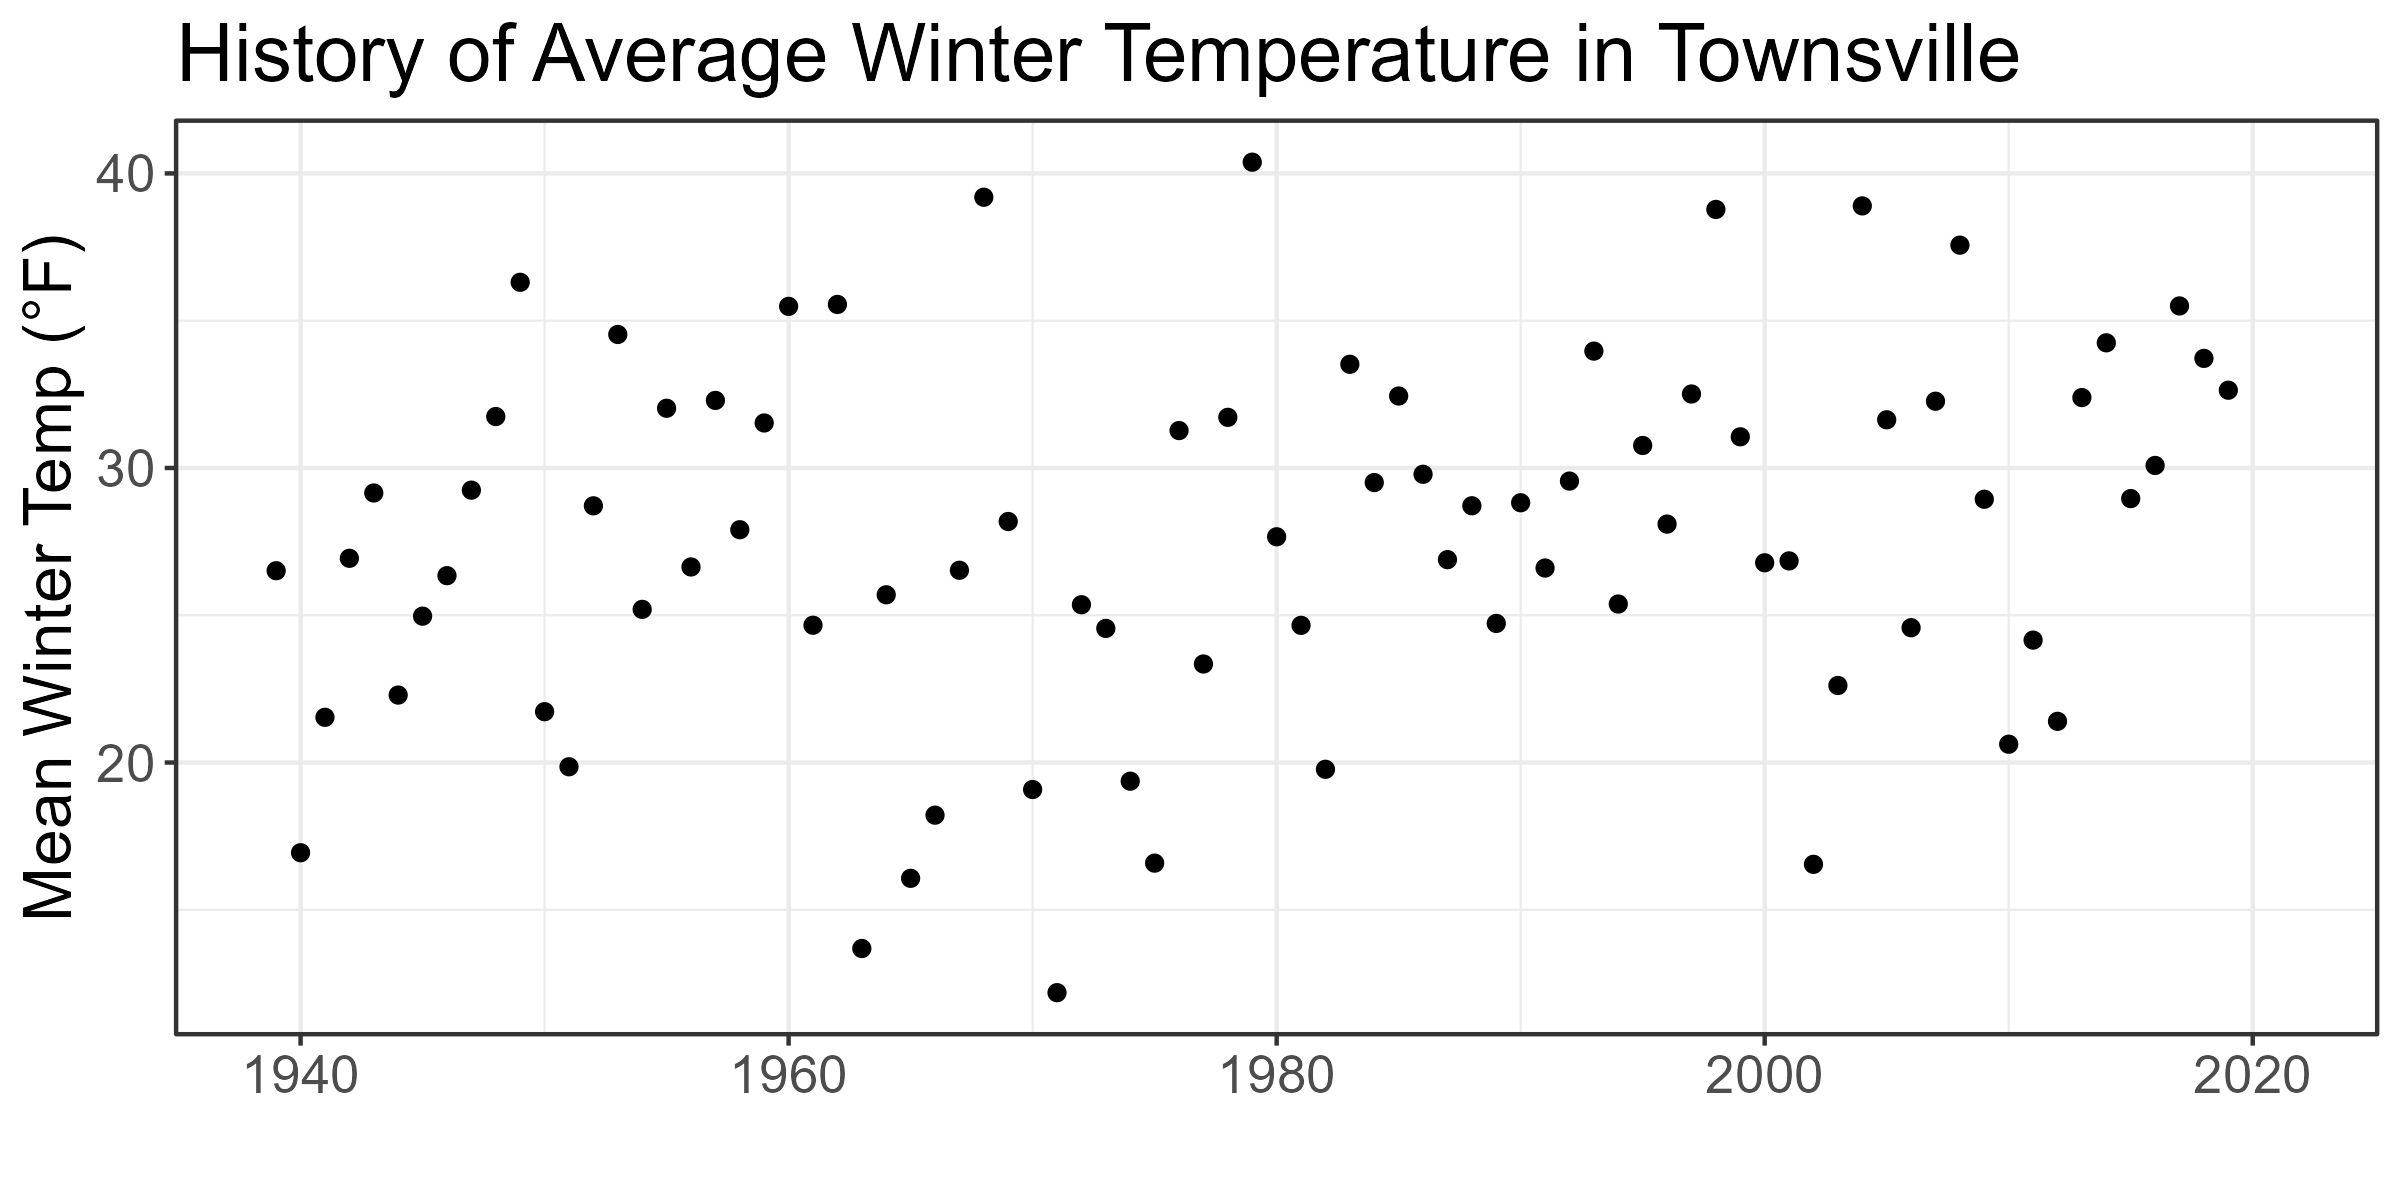 History of Average Winter Temperature in Townsville
Mean Winter Temp (°F)
40
30
20
1940 1960 1980 2000 2020